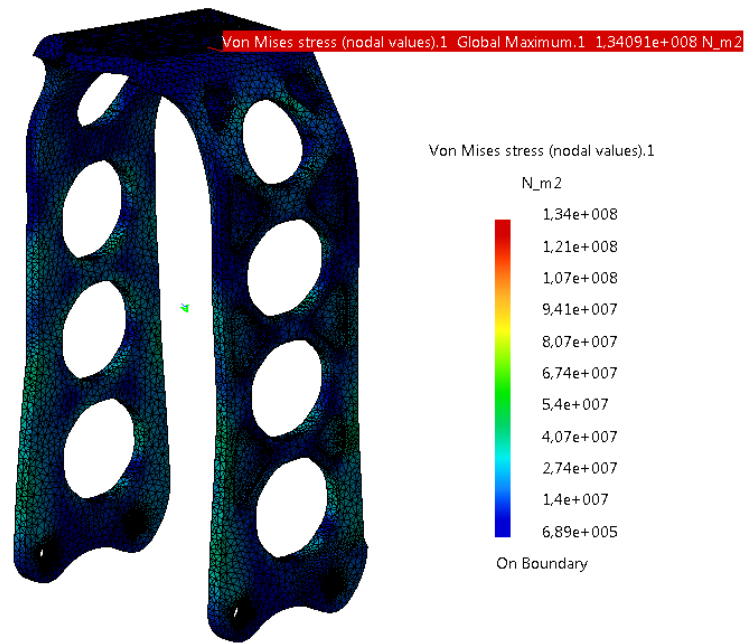 Von Mises stress (nodal values).1 Global Maximum.1 1,34091e+008 N_m2
Von Mises stress (nodal values).1
N_m2
1,34e+008
1,21e+008
1,07e+008
9,41e+007
8,07e+007
6,74e+007
5,4e+007
4,07e+007
2,74e+007
1,4e+007
6,89e+005
On Boundary